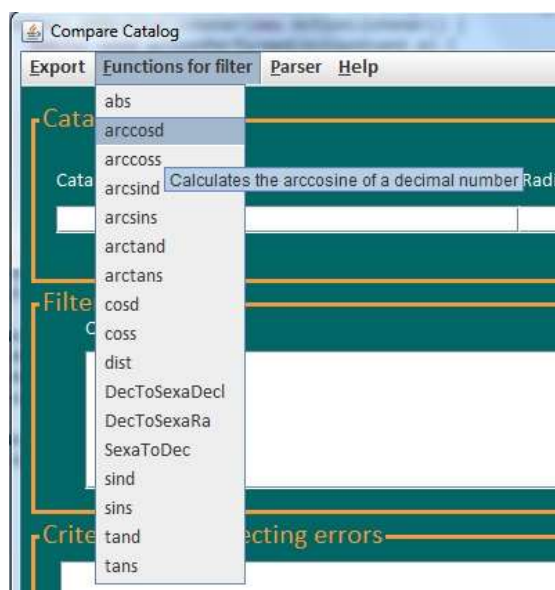 Compare Catalog
Export Functions for filter Parser Help
abs
Cata
arccosd
arccoss
Cata
Calculates the arccosine of a decimal number
Radi
arcsind
arcsins
arctand
arctans
Filte
cosd
C
coss
dist
DecToSexaDecl
DecToSexaRa
SexaToDec
sind
sins
Crite
tand
ecting errors
tans